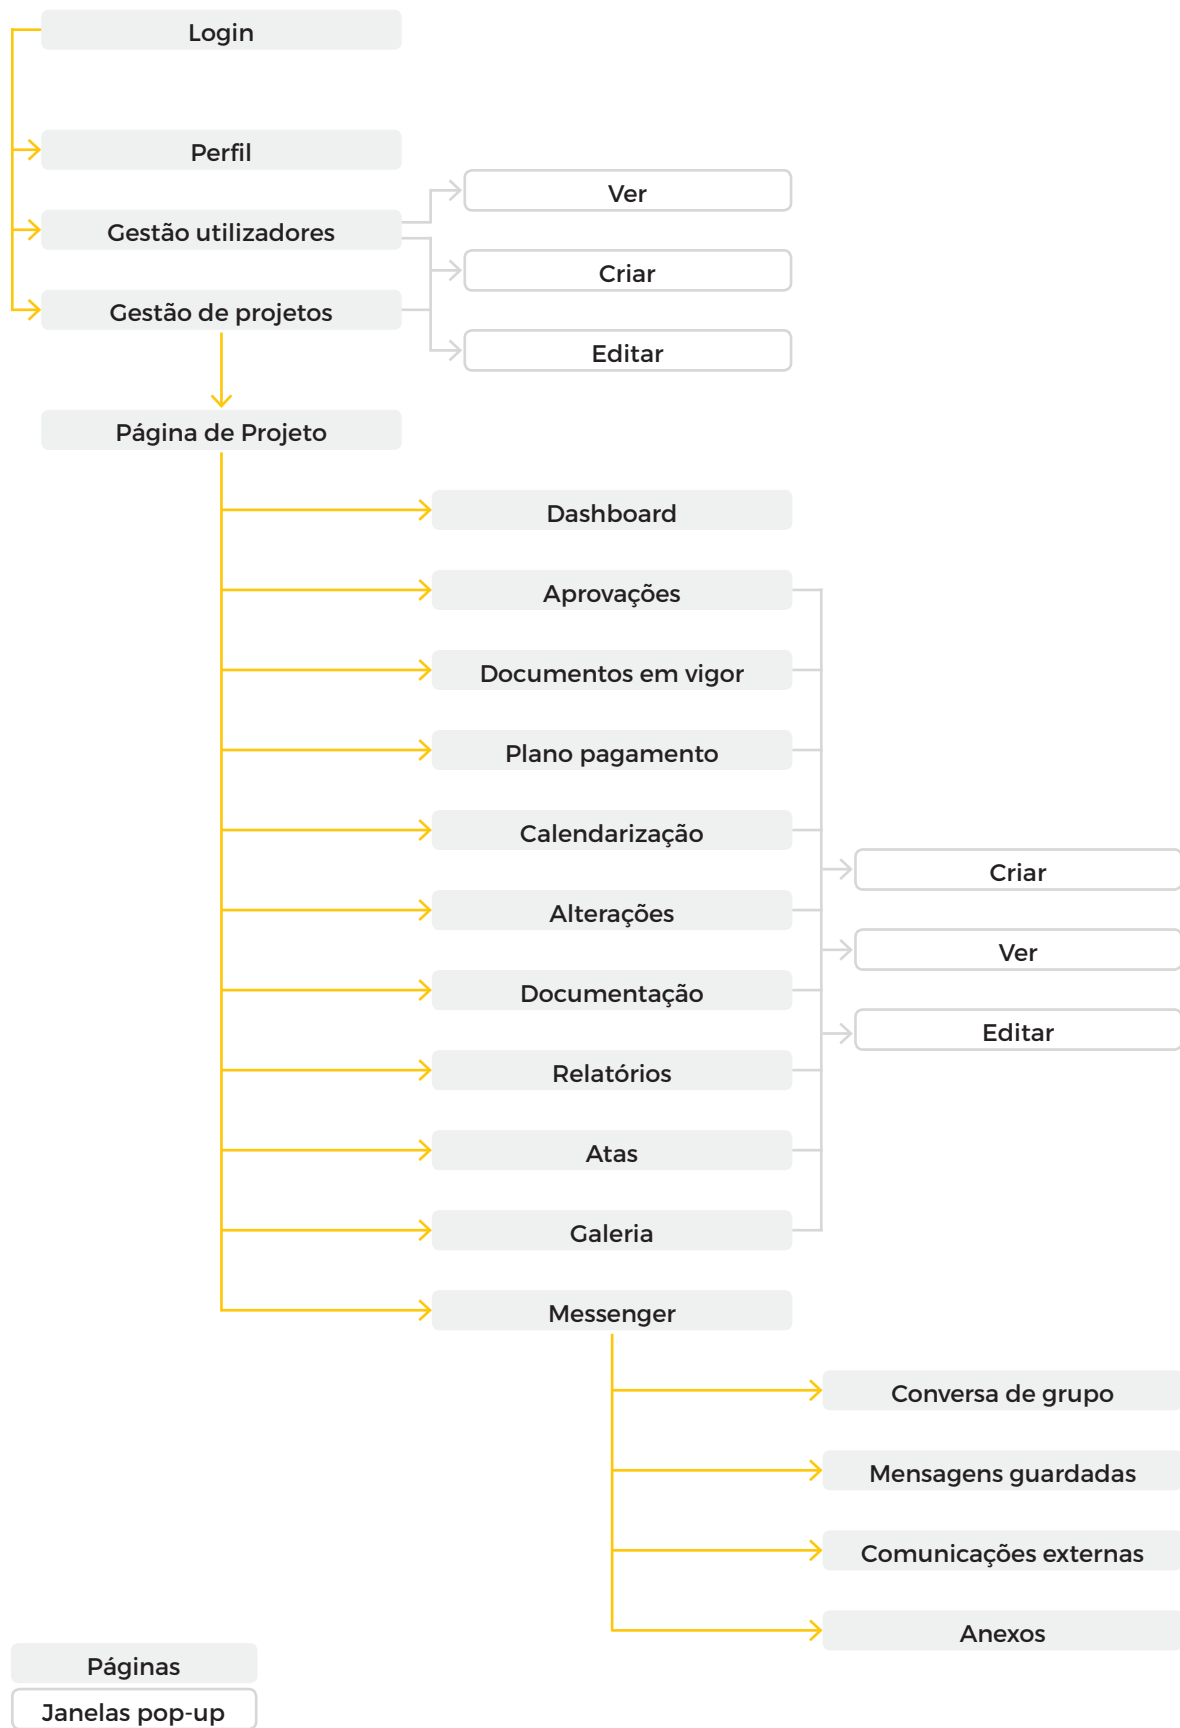 Login
Perfil
Ver
Gestão utilizadores
Criar
Gestão de projetos
Editar
Página de Projeto
Dashboard
Aprovações
Documentos em vigor
Plano pagamento
Calendarização
Criar
Alterações
Ver
Documentação
Editar
Relatórios
Atas
Galeria
Messenger
Conversa de grupo
Mensagens guardadas
Comunicações externas
Anexos
Páginas
Janelas pop-up